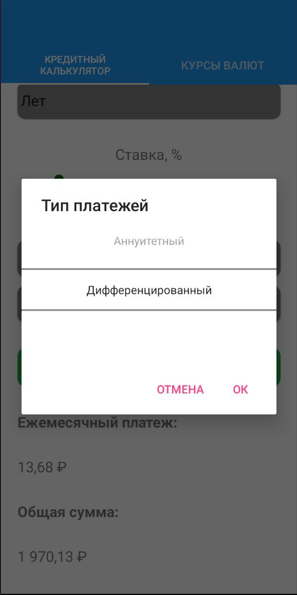 КРЕДИТНЫЙ
КАЛЬКУЛЯТОР
КУРСЫ ВАЛЮТ
Лет
Ставка, %
Тип платежей
Аннуитетный
Дифференцированный
ОТМЕНА
ОК
Ежемесячный платеж:
13,68 ₽
Общая сумма:
1 970,13 ₽